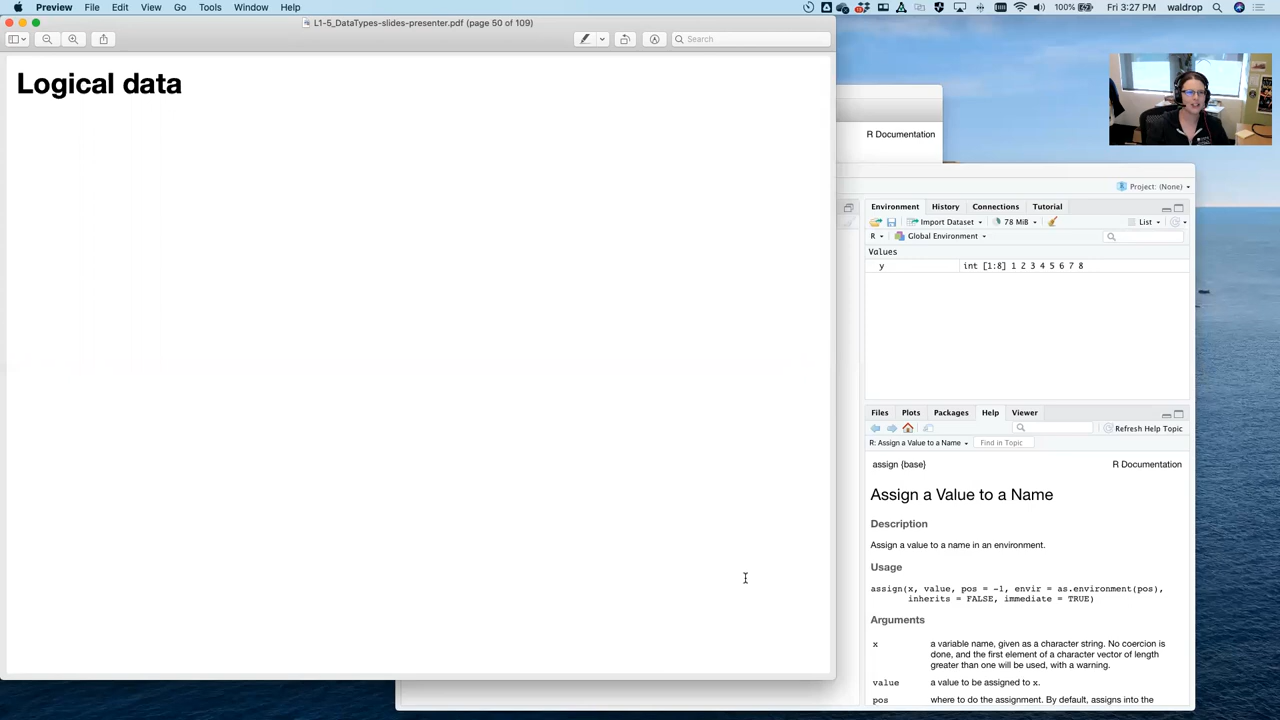 Preview File Edit View Go Tools Window Help
100% Fri 3:27 PM waldrop
L1-5_DataTypes-slides-presenter.pdf (page 50 of 109)
Search
Logical data
R Documentation
Project: (None)
Environment History Connections Tutorial
Import Dataset 78 MiB List
R Global Environment
Values
y int [1:8] 1 2 3 4 5 6 7 8
Files Plots Packages Help Viewer
Refresh Help Topic
R: Assign a Value to a Name Find in Topic
assign {base} R Documentation
Assign a Value to a Name
Description
Assign a value to a name in an environment.
Usage
assign(x, value, pos = -1, envir = as.environment(pos),
inherits = FALSE, immediate = TRUE)
Arguments
x a variable name, given as a character string. No coercion is
done, and the first element of a character vector of length
greater than one will be used, with a warning.
value a value to be assigned to x.
pos where to do the assignment. By default, assigns into the